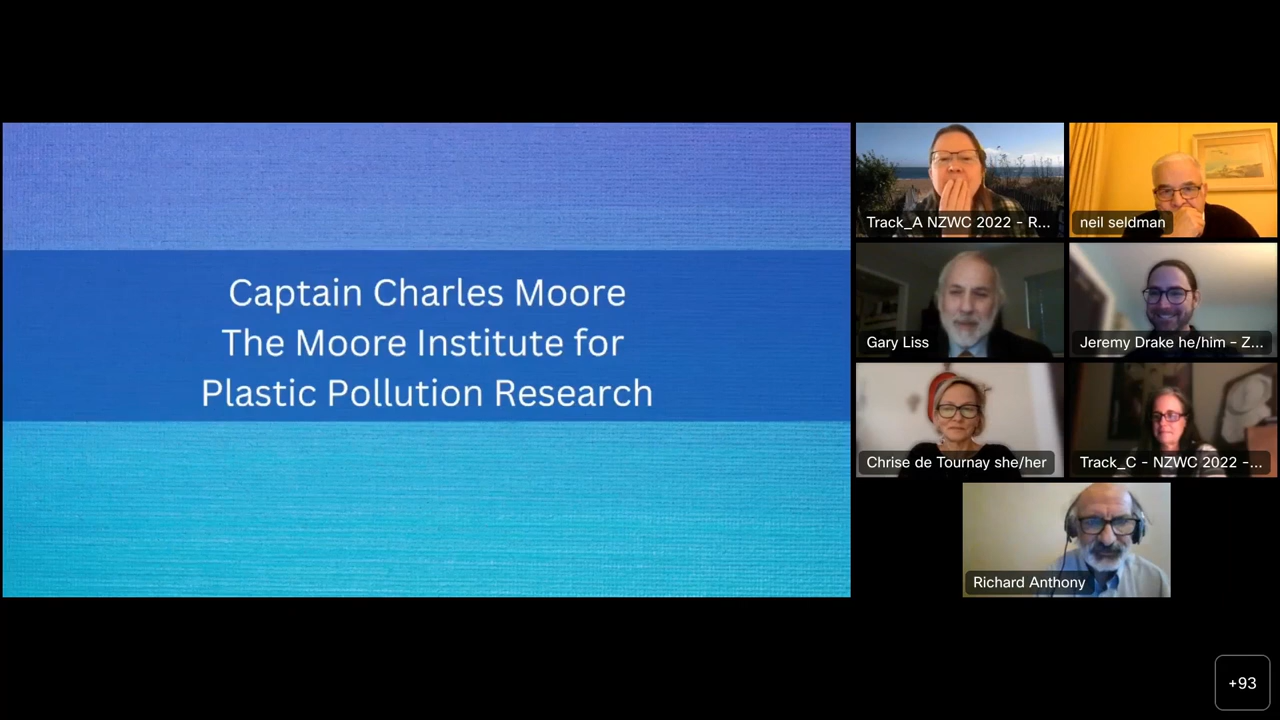 Captain Charles Moore
The Moore Institute for
Plastic Pollution Research
Track_A NZWC 2022 - R...
neil seldman
Gary Liss
Jeremy Drake he/him - Z...
Chrise de Tournay she/her
Track_C - NZWC 2022 -...
Richard Anthony
+93